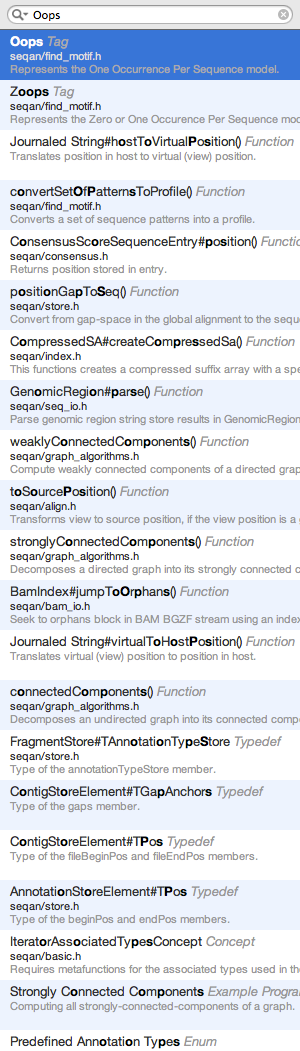 Oops
Oops Tag
seqan/find_motif.h
Represents the One Occurrence Per Sequence model.
Zoops Tag
seqan/find_motif.h
Represents the Zero or One Occurence Per Sequence mo
Journaled String#hostToVirtualPosition() Function
Translates position in host to virtual (view) position.
convertSetOfPatternsToProfile() Function
seqan/find_motif.h
Converts a set of sequence patterns into a profile.
ConsensusScoreSequenceEntry#position() Functio
seqan/consensus.h
Returns position stored in entry.
positionGapToSeq() Function
seqan/store.h
Convert from gap-space in the global alignment to the sequ
CompressedSA#createCompressedSa() Function
seqan/index.h
This functions creates a compressed suffix array with a spe
GenomicRegion#parse() Function
seqan/seq_io.h
Parse genomic region string store results in GenomicRegion
weaklyConnectedComponents() Function
seqan/graph_algorithms.h
Compute weakly connected components of a directed grap
toSourcePosition() Function
seqan/align.h
Transforms view to source position, if the view position is a
stronglyConnectedComponents() Function
seqan/graph_algorithms.h
Decomposes a directed graph into its strongly connected c
BamIndex#jumpToOrphans() Function
seqan/bam_io.h
Seek to orphans block in BAM BGZF stream using an index
Journaled String#virtualToHostPosition() Function
Translates virtual (view) position to position in host.
connectedComponents() Function
seqan/graph_algorithms.h
Decomposes an undirected graph into its connected comp
FragmentStore#TAnnotationTypeStore Typedef
seqan/store.h
Type of the annotationTypeStore member.
ContigStoreElement#TGapAnchors Typedef
Type of the gaps member.
ContigStoreElement#TPos Typedef
Type of the fileBeginPos and fileEndPos members.
AnnotationStoreElement#TPos Typedef
seqan/store.h
Type of the beginPos and endPos members.
IteratorAssociatedTypesConcept Concept
seqan/basic.h
Requires metafunctions for the associated types used in th
Strongly Connected Components Example Progra
Computing all strongly-connected-components of a graph.
Predefined Annotation Types Enum